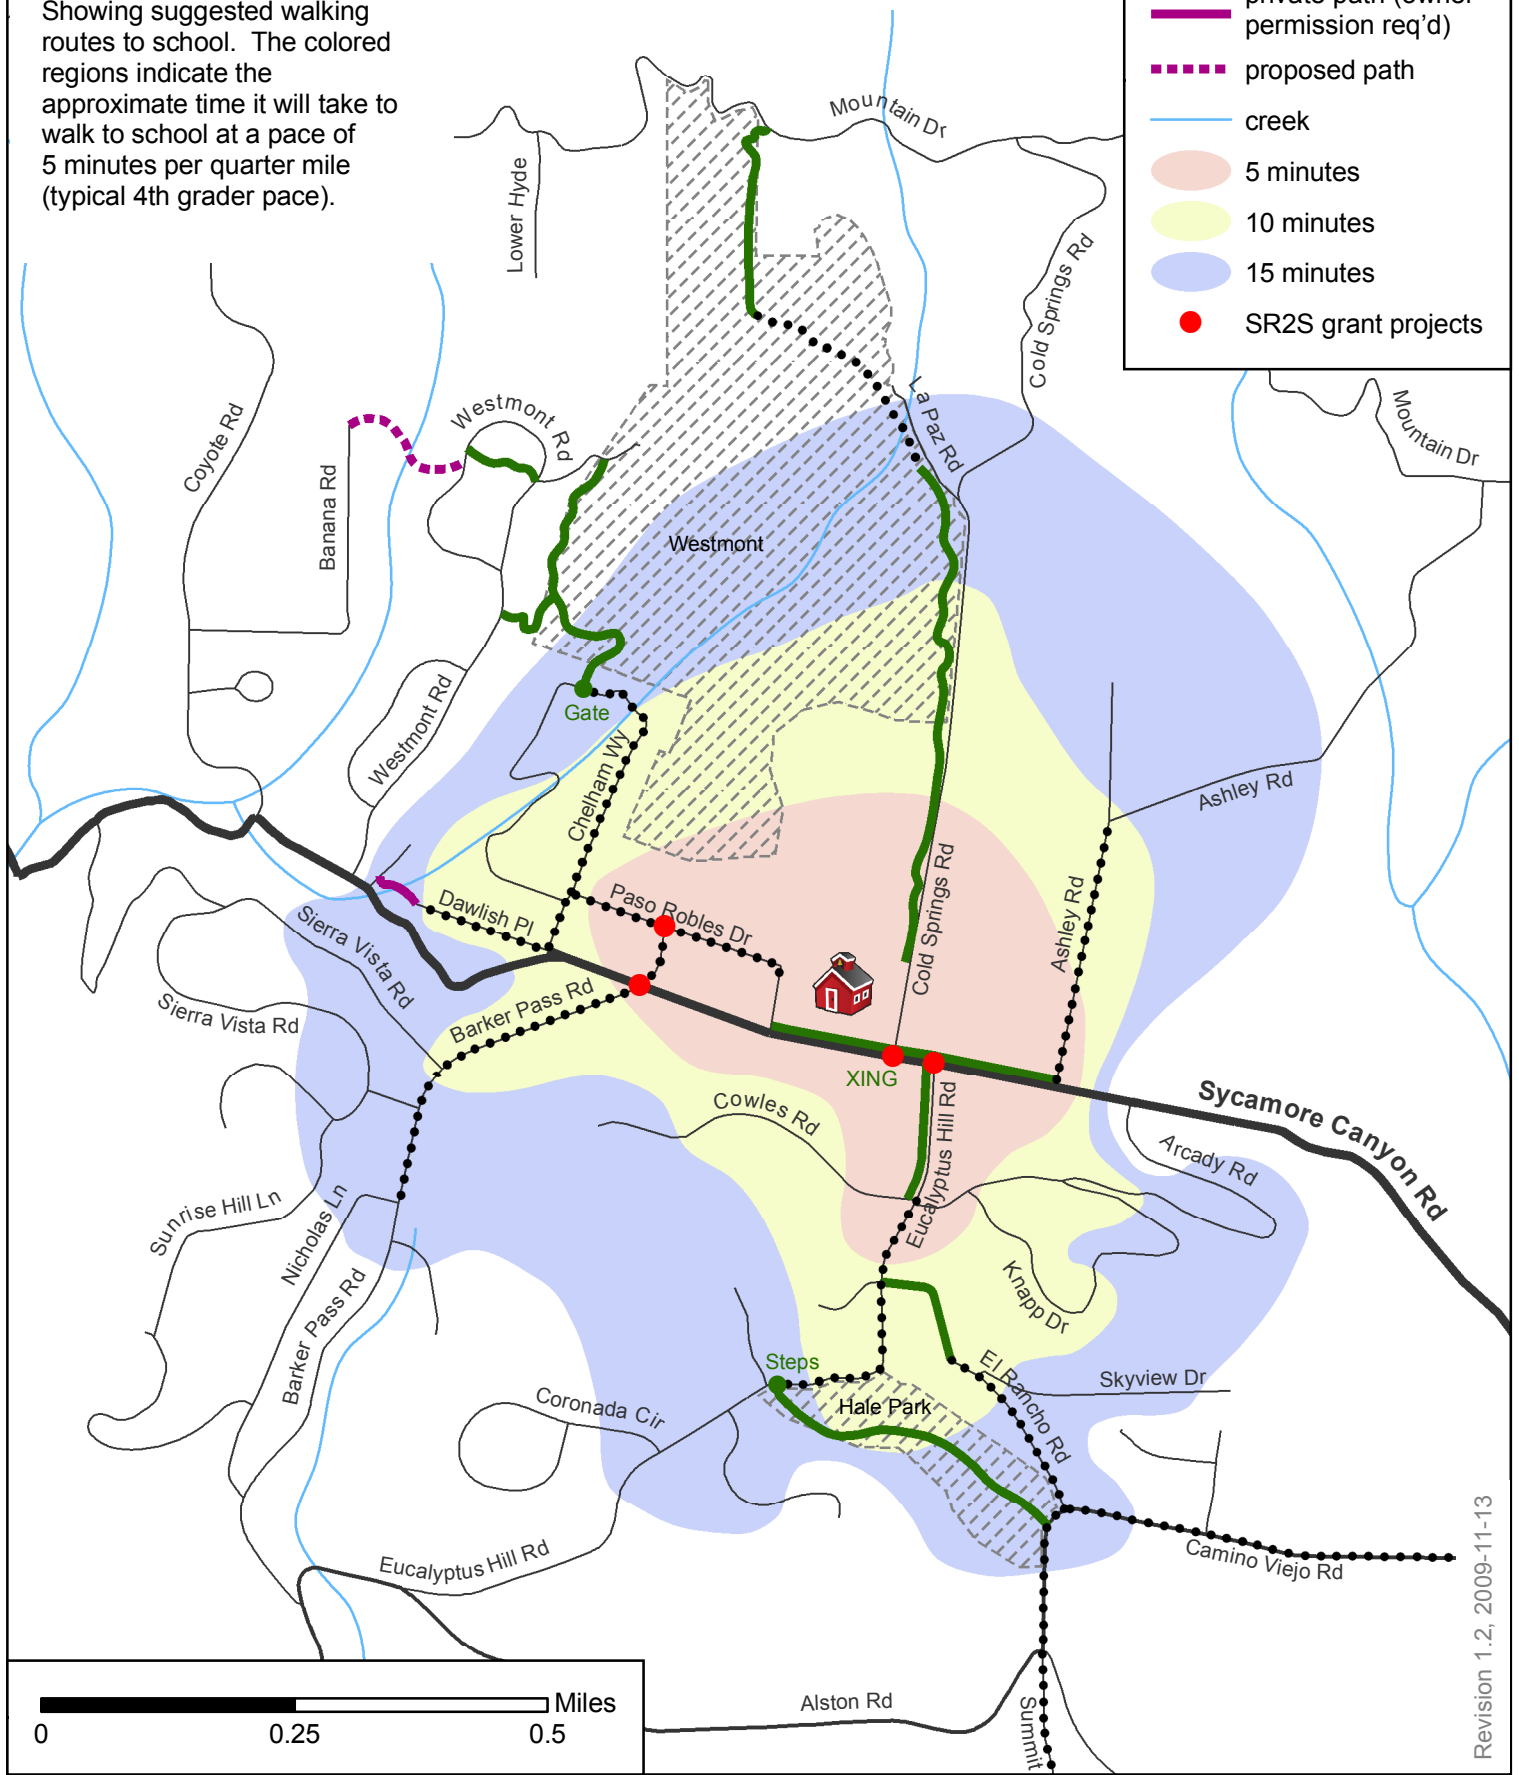 Showing suggested walking
routes to school. The colored
regions indicate the
approximate time it will take to
walk to school at a pace of
5 minutes per quarter mile
(typical 4th grader pace).
private path (owner
permission req'd)
proposed path
creek
5 minutes
10 minutes
15 minutes
SR2S grant projects
Mountain Dr
Lower Hyde
Cold Springs Rd
La Paz Rd
Mountain Dr
Coyote Rd
Banana Rd
Westmont Rd
Westmont
Westmont Rd
Gate
Chelham Wy
Ashley Rd
Dawlish Pl
Paso Robles Dr
Cold Springs Rd
Ashley Rd
Sierra Vista Rd
Sierra Vista Rd
Barker Pass Rd
XING
Cowles Rd
Eucalyptus Hill Rd
Sycamore Canyon Rd
Arcady Rd
Sunrise Hill Ln
Nicholas Ln
Barker Pass Rd
Knapp Dr
Steps
El Rancho Rd
Skyview Dr
Hale Park
Coronada Cir
Eucalyptus Hill Rd
Camino Viejo Rd
Alston Rd
Summit
Miles
0 0.25 0.5
Revision 1.2, 2009-11-13